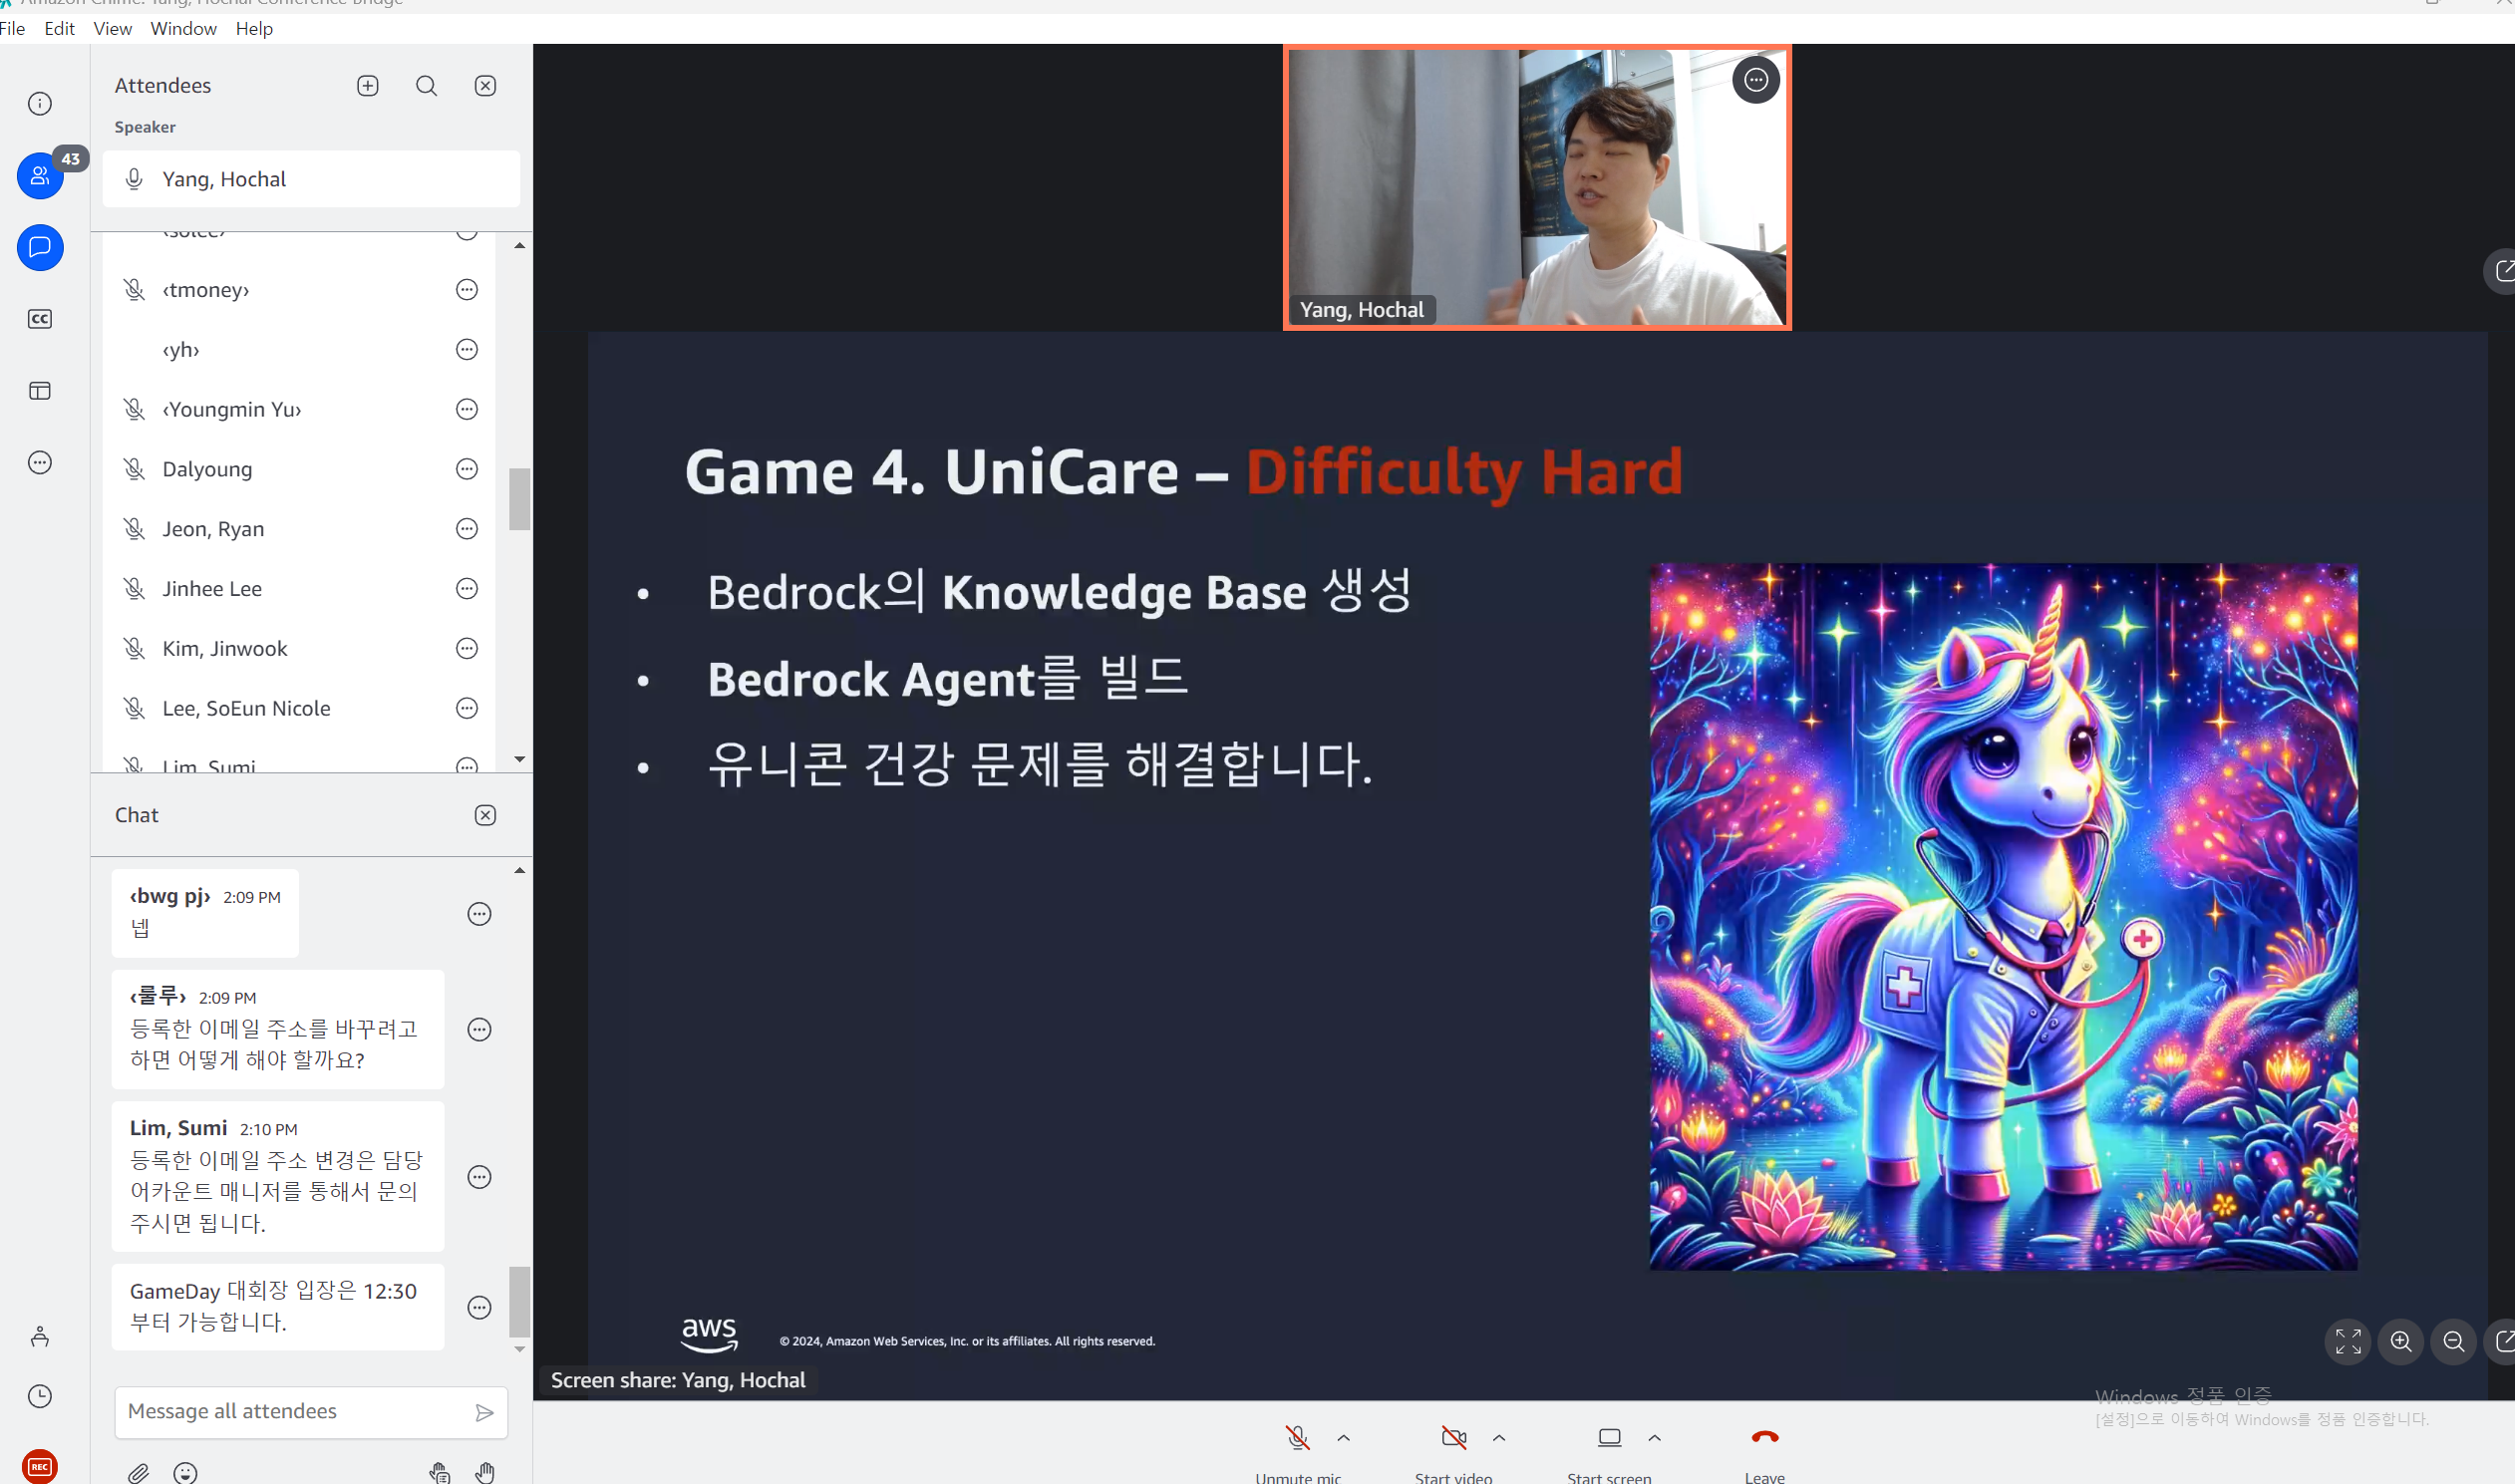 Amazon Chime: Yang, Hochal Conference Bridge
File Edit View Window Help
Attendees
Speaker
43
Yang, Hochal
CC
‹solee›
‹tmoney›
‹yh›
‹Youngmin Yu›
Dalyoung
Jeon, Ryan
Jinhee Lee
Kim, Jinwook
Lee, SoEun Nicole
Lim, Sumi
Chat
‹bwg pj› 2:09 PM
넵
‹룰루› 2:09 PM
등록한 이메일 주소를 바꾸려고
하면 어떻게 해야 할까요?
Lim, Sumi 2:10 PM
등록한 이메일 주소 변경은 담당
어카운트 매니저를 통해서 문의
주시면 됩니다.
GameDay 대회장 입장은 12:30
부터 가능합니다.
Message all attendees
REC
Yang, Hochal
Game 4. UniCare – Difficulty Hard
• Bedrock의 Knowledge Base 생성
• Bedrock Agent를 빌드
• 유니콘 건강 문제를 해결합니다.
aws
© 2024, Amazon Web Services, Inc. or its affiliates. All rights reserved.
Screen share: Yang, Hochal
Windows 정품 인증
[설정]으로 이동하여 Windows를 정품 인증합니다.
Unmute mic
Start video
Start screen
Leave